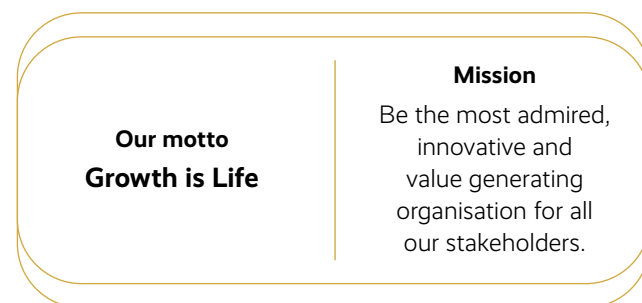 Our motto
Growth is Life
Mission
Be the most admired,
innovative and
value generating
organisation for all
our stakeholders.